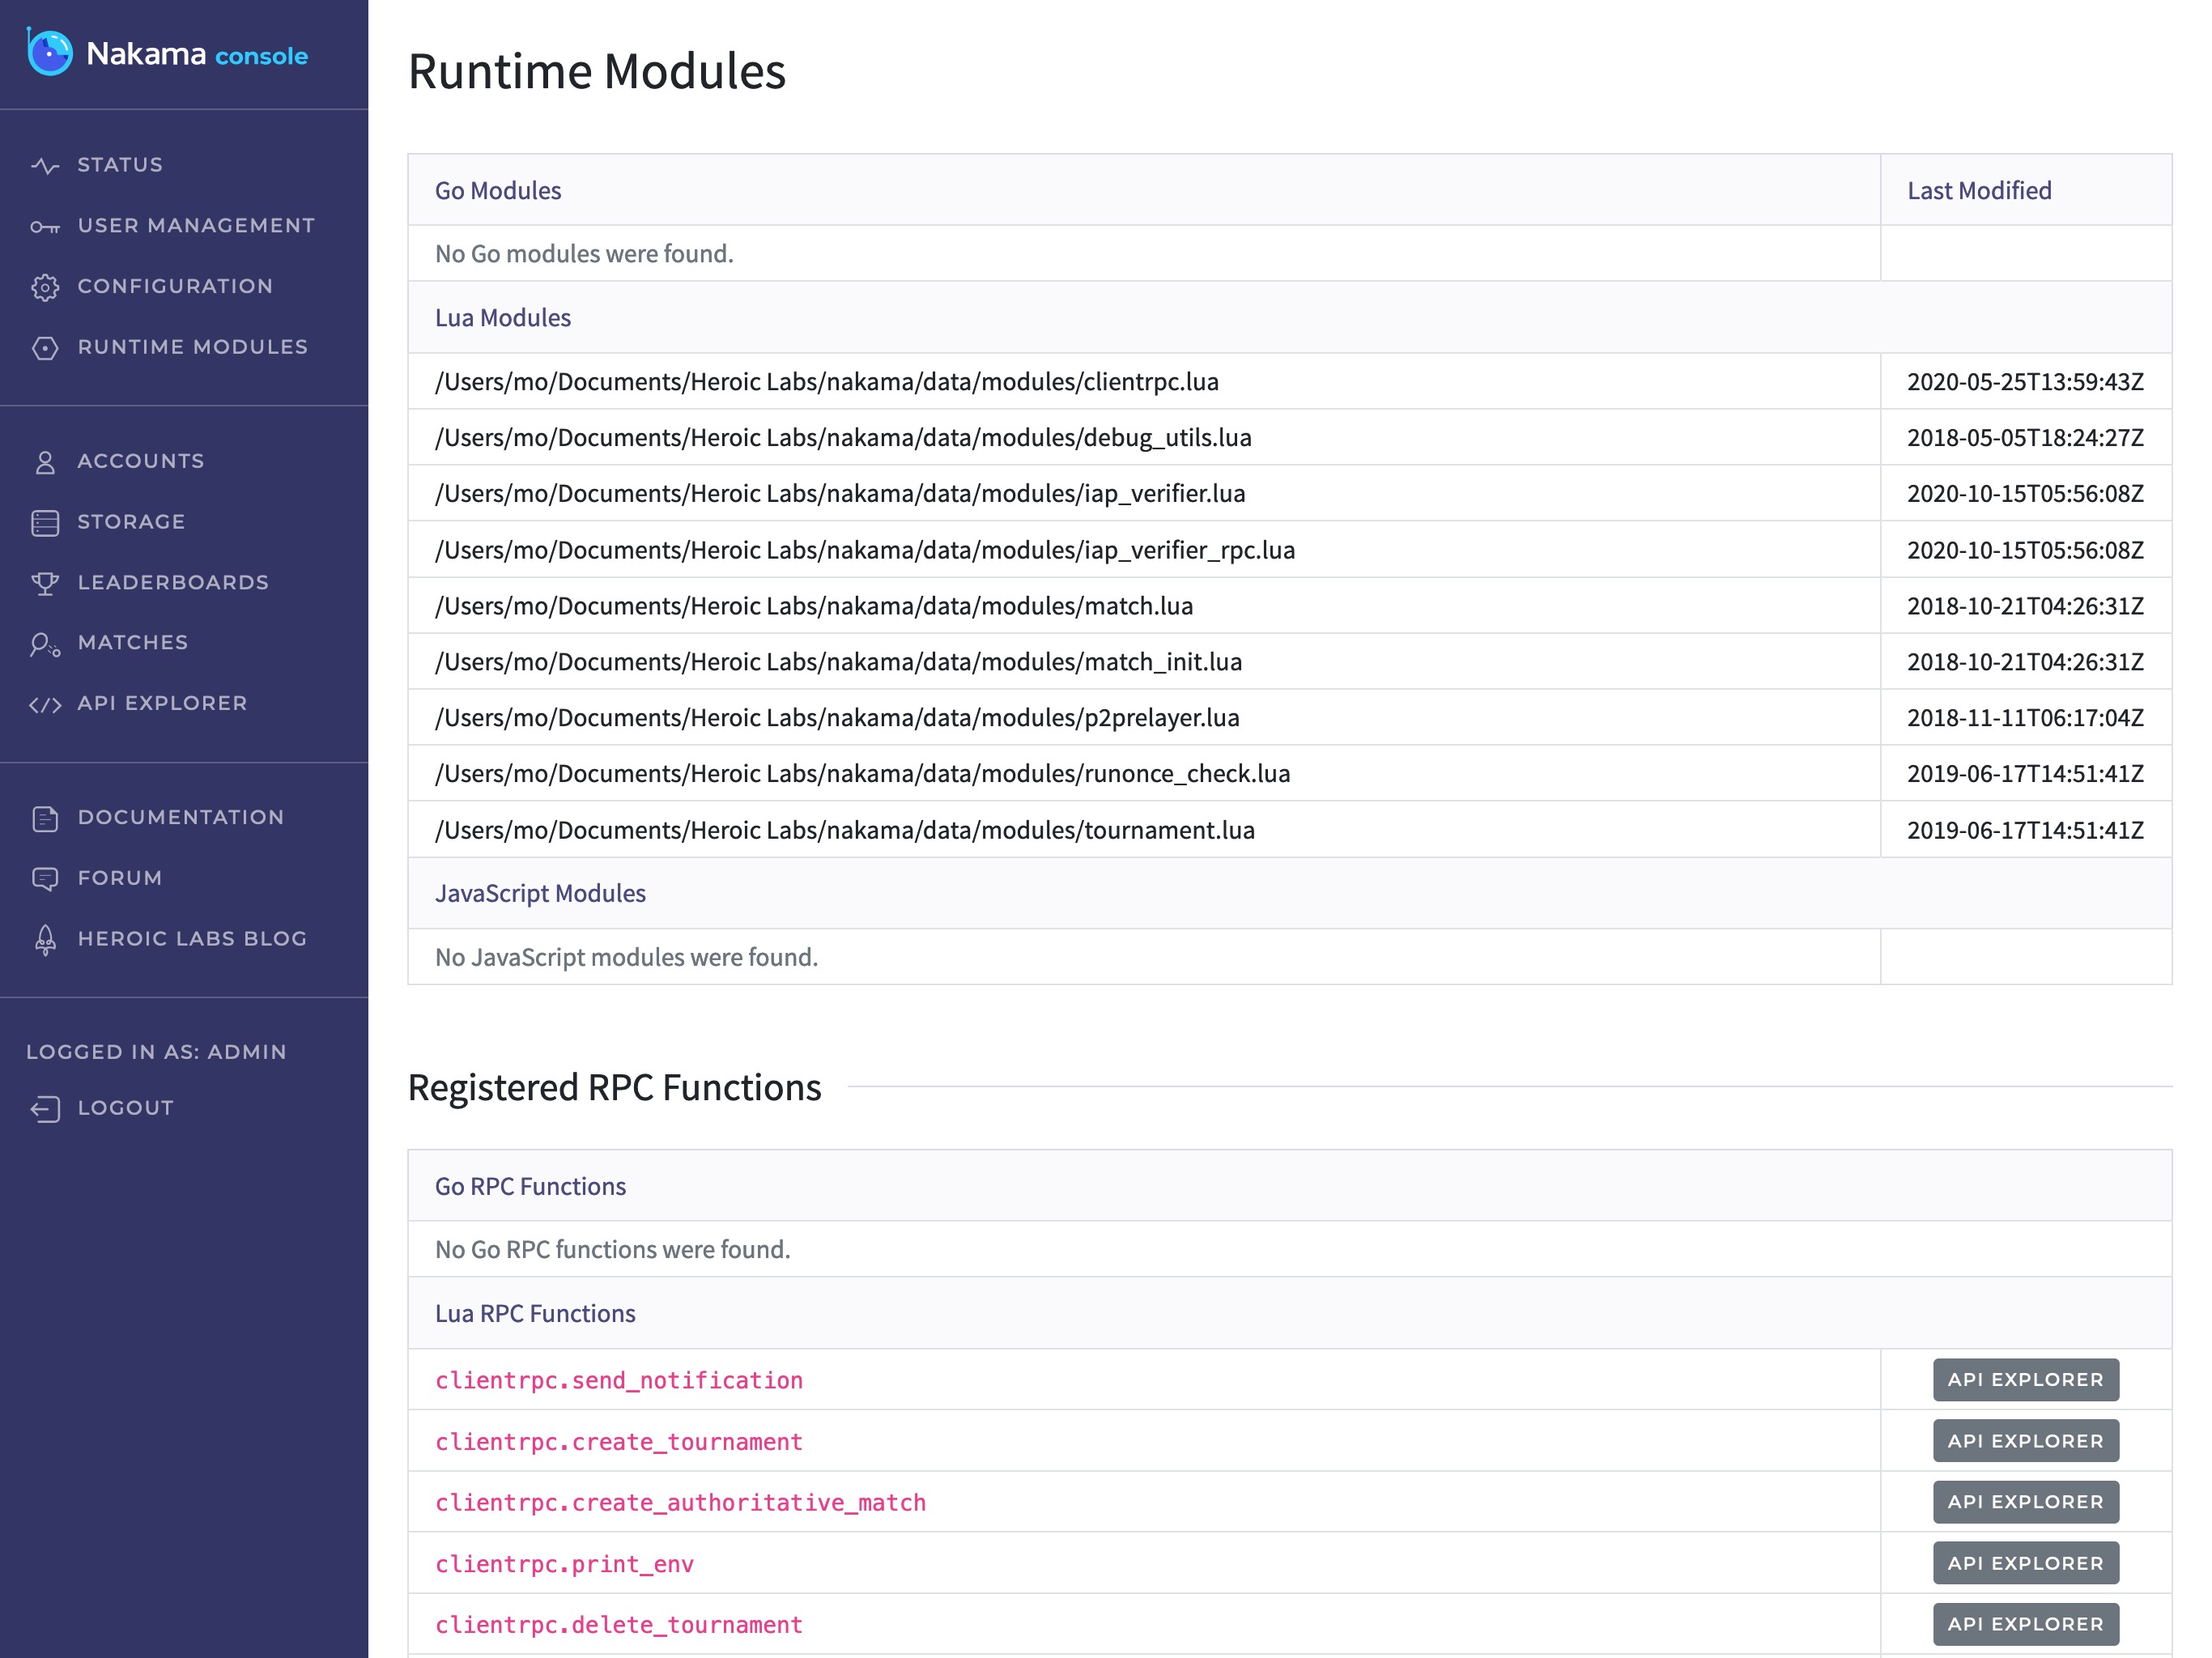 Nakama console
STATUS
USER MANAGEMENT
CONFIGURATION
RUNTIME MODULES
ACCOUNTS
STORAGE
LEADERBOARDS
MATCHES
API EXPLORER
DOCUMENTATION
FORUM
HEROIC LABS BLOG
LOGGED IN AS: ADMIN
LOGOUT
Runtime Modules
Go Modules Last Modified
No Go modules were found.
Lua Modules
/Users/mo/Documents/Heroic Labs/nakama/data/modules/clientrpc.lua 2020-05-25T13:59:43Z
/Users/mo/Documents/Heroic Labs/nakama/data/modules/debug_utils.lua 2018-05-05T18:24:27Z
/Users/mo/Documents/Heroic Labs/nakama/data/modules/iap_verifier.lua 2020-10-15T05:56:08Z
/Users/mo/Documents/Heroic Labs/nakama/data/modules/iap_verifier_rpc.lua 2020-10-15T05:56:08Z
/Users/mo/Documents/Heroic Labs/nakama/data/modules/match.lua 2018-10-21T04:26:31Z
/Users/mo/Documents/Heroic Labs/nakama/data/modules/match_init.lua 2018-10-21T04:26:31Z
/Users/mo/Documents/Heroic Labs/nakama/data/modules/p2prelayer.lua 2018-11-11T06:17:04Z
/Users/mo/Documents/Heroic Labs/nakama/data/modules/runonce_check.lua 2019-06-17T14:51:41Z
/Users/mo/Documents/Heroic Labs/nakama/data/modules/tournament.lua 2019-06-17T14:51:41Z
JavaScript Modules
No JavaScript modules were found.
Registered RPC Functions
Go RPC Functions
No Go RPC functions were found.
Lua RPC Functions
clientrpc.send_notification API EXPLORER
clientrpc.create_tournament API EXPLORER
clientrpc.create_authoritative_match API EXPLORER
clientrpc.print_env API EXPLORER
clientrpc.delete_tournament API EXPLORER